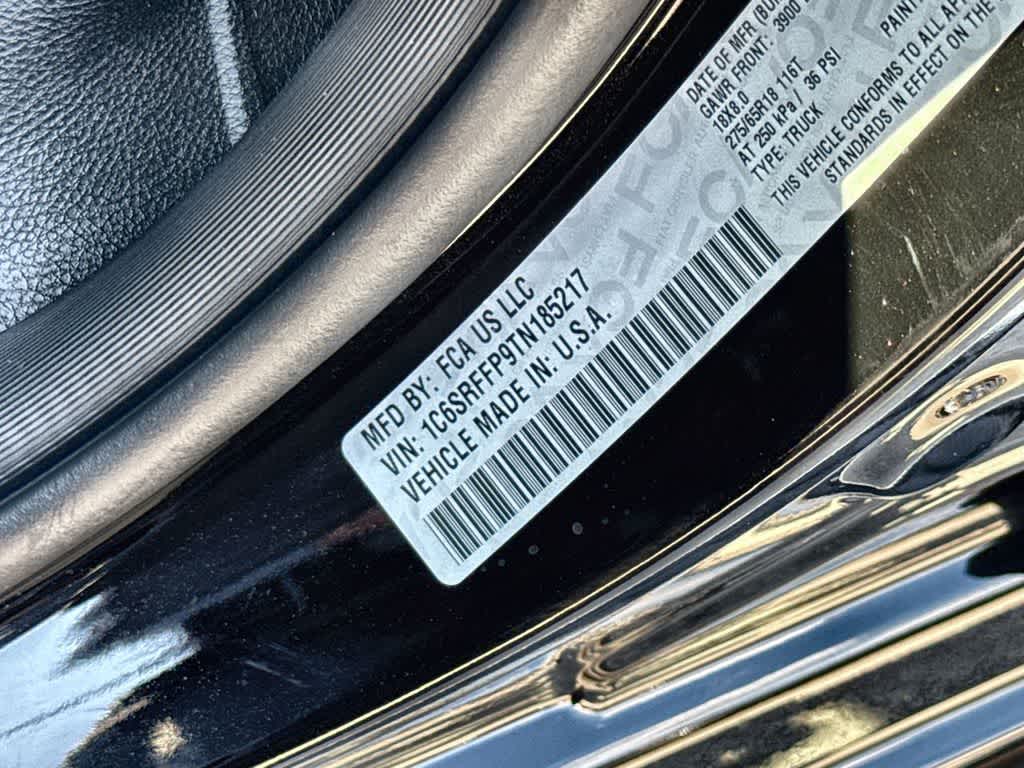 MFD BY: FCA US LLC
VIN: 1C6SRFFP9TN185217
VEHICLE MADE IN: U.S.A.
DATE OF MFR
GAWR FRONT: 3900
18X8.0
275/65R18 116T
AT 250 kPa / 36 PSI
TYPE: TRUCK
PAINT:
THIS VEHICLE CONFORMS TO ALL
STANDARDS IN EFFECT ON THE